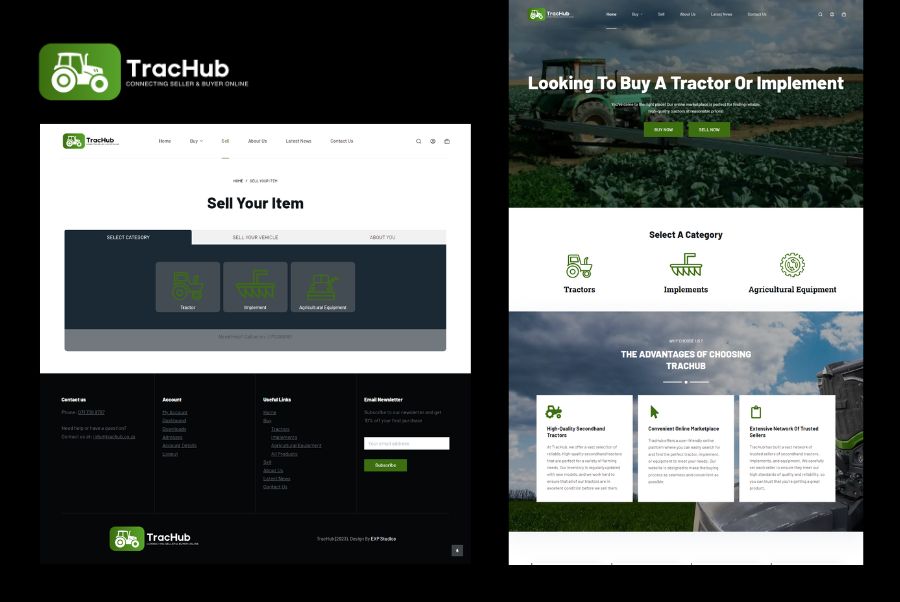 TracHub
CONNECTING SELLER & BUYER ONLINE
TracHub
Home
Buy
Sell
About Us
Latest News
Contact Us
HOME / SELL YOUR ITEM
Sell Your Item
SELECT CATEGORY
SELL YOUR VEHICLE
ABOUT YOU
Tractor
Implement
Agricultural Equipment
Contact us
Phone:
Need help or have a question?
Contact us at: info@trachub.co.za
Account
My Account
Dashboard
Downloads
Addresses
Account Details
Logout
Useful Links
Home
Buy
Tractors
Implements
Agricultural Equipment
All Products
Sell
About Us
Latest News
Contact Us
Email Newsletter
Subscribe to our newsletter and get
10% off your first purchase
Your email address
Subscribe
TracHub
CONNECTING SELLER & BUYER ONLINE
TracHub [2023]. Design By EXP Studios
TracHub
Home
Buy
Sell
About Us
Latest News
Contact Us
Looking To Buy A Tractor Or Implement
You've come to the right place! Our online marketplace is perfect for finding reliable,
high-quality tractors at reasonable prices!
BUY NOW
SELL NOW
Select A Category
Tractors
Implements
Agricultural Equipment
WHY CHOOSE US?
THE ADVANTAGES OF CHOOSING
TRACHUB
High-Quality Secondhand
Tractors
At TracHub, we offer a vast selection of
reliable, high-quality secondhand tractors
that are perfect for a variety of farming
needs. Our inventory is regularly updated
with new models, and we work hard to
ensure that all of our tractors are in
excellent condition before we sell them.
Convenient Online Marketplace
TracHub offers a user-friendly online
platform where you can easily search for
and find the perfect tractor, implement,
or equipment to meet your needs. Our
website is designed to make the buying
process as seamless and convenient as
possible.
Extensive Network Of Trusted
Sellers
TracHub has built a vast network of
trusted sellers of secondhand tractors,
implements, and equipment. We carefully
vet each seller to ensure they meet our
high standards of quality and reliability, so
you can trust that you're getting a great
product.